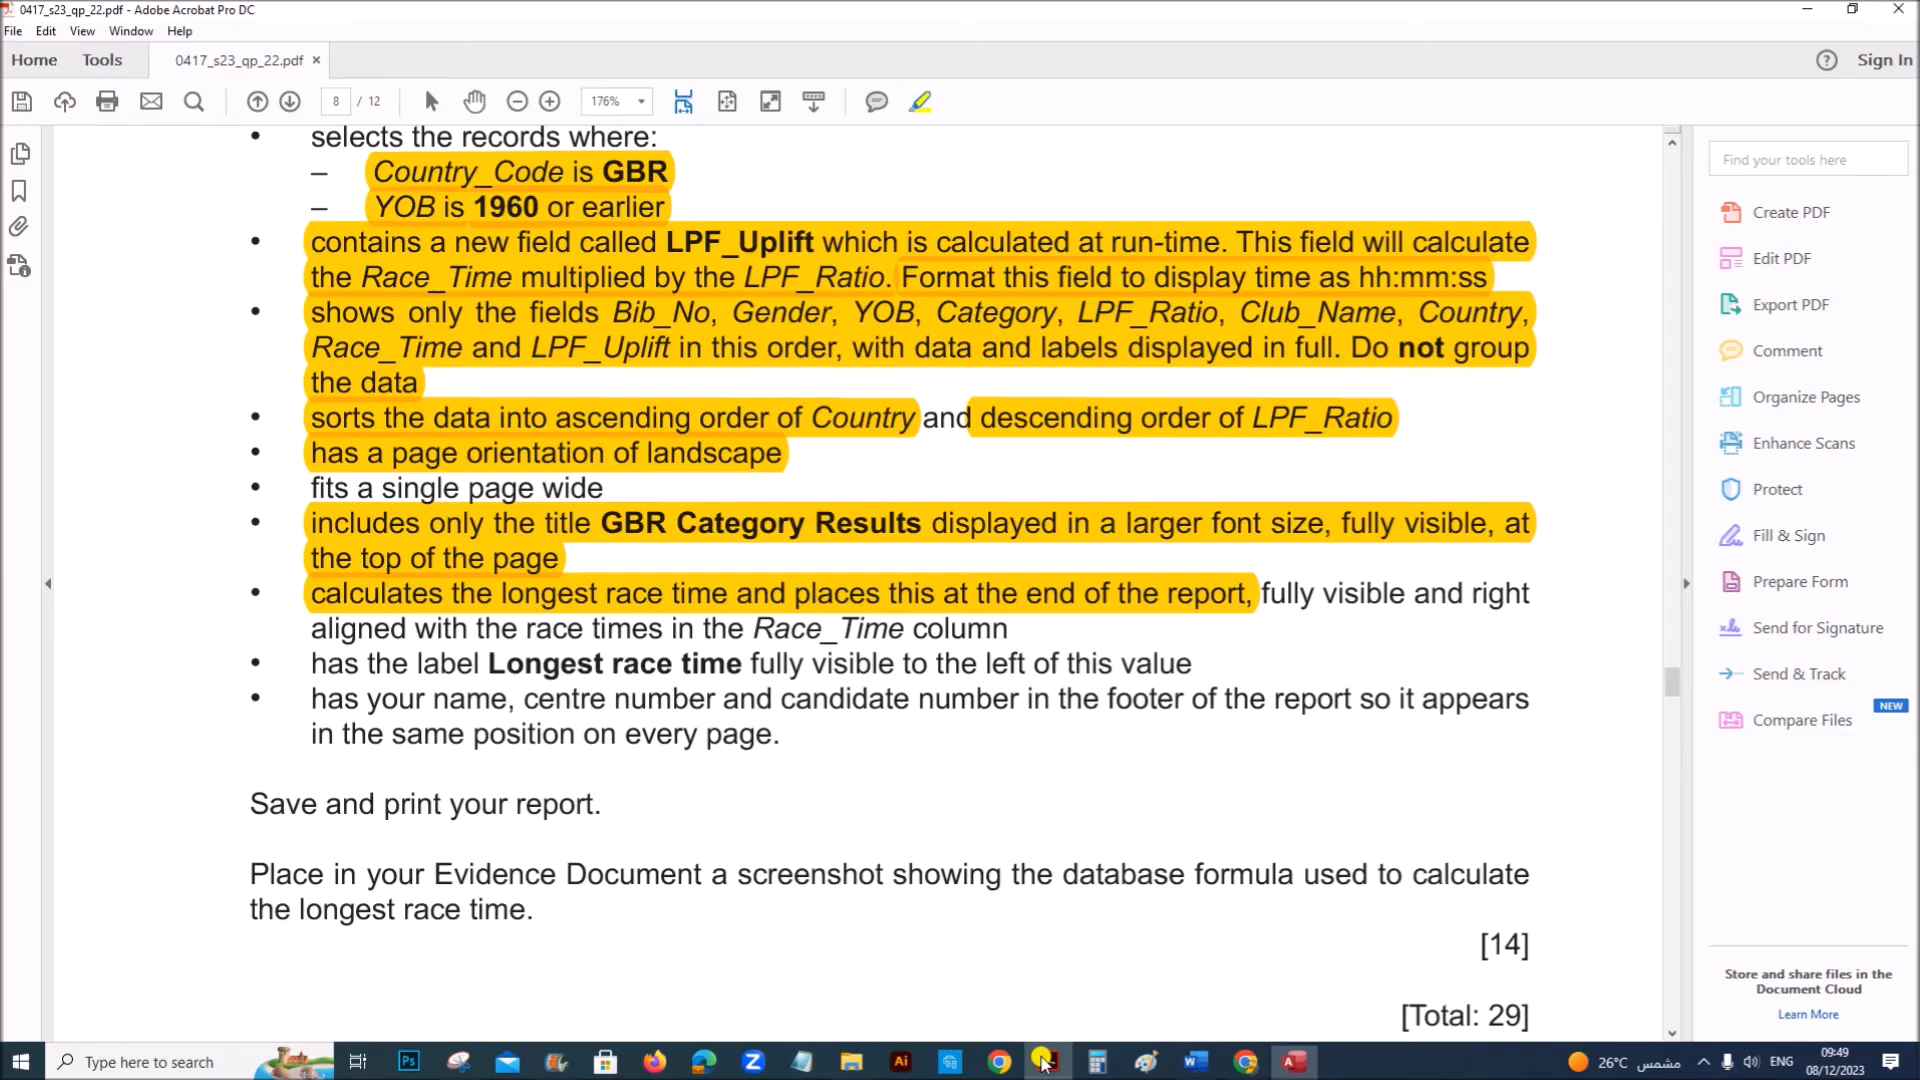 0417_s23_qp_22.pdf - Adobe Acrobat Pro DC
File Edit View Window Help
Home Tools 0417_s23_qp_22.pdf ×
Sign In
8 / 12 176%
selects the records where:
– Country_Code is GBR
– YOB is 1960 or earlier
• contains a new field called LPF_Uplift which is calculated at run-time. This field will calculate
the Race_Time multiplied by the LPF_Ratio. Format this field to display time as hh:mm:ss
• shows only the fields Bib_No, Gender, YOB, Category, LPF_Ratio, Club_Name, Country,
Race_Time and LPF_Uplift in this order, with data and labels displayed in full. Do not group
the data
• sorts the data into ascending order of Country and descending order of LPF_Ratio
• has a page orientation of landscape
• fits a single page wide
• includes only the title GBR Category Results displayed in a larger font size, fully visible, at
the top of the page
• calculates the longest race time and places this at the end of the report, fully visible and right
aligned with the race times in the Race_Time column
• has the label Longest race time fully visible to the left of this value
• has your name, centre number and candidate number in the footer of the report so it appears
in the same position on every page.
Save and print your report.
Place in your Evidence Document a screenshot showing the database formula used to calculate
the longest race time.
[14]
[Total: 29]
Find your tools here
Create PDF
Edit PDF
Export PDF
Comment
Organize Pages
Enhance Scans
Protect
Fill & Sign
Prepare Form
Send for Signature
Send & Track
NEW
Compare Files
Store and share files in the
Document Cloud
Learn More
Type here to search
Ps
Ai
26°C مشمس
ENG
09:49
08/12/2023